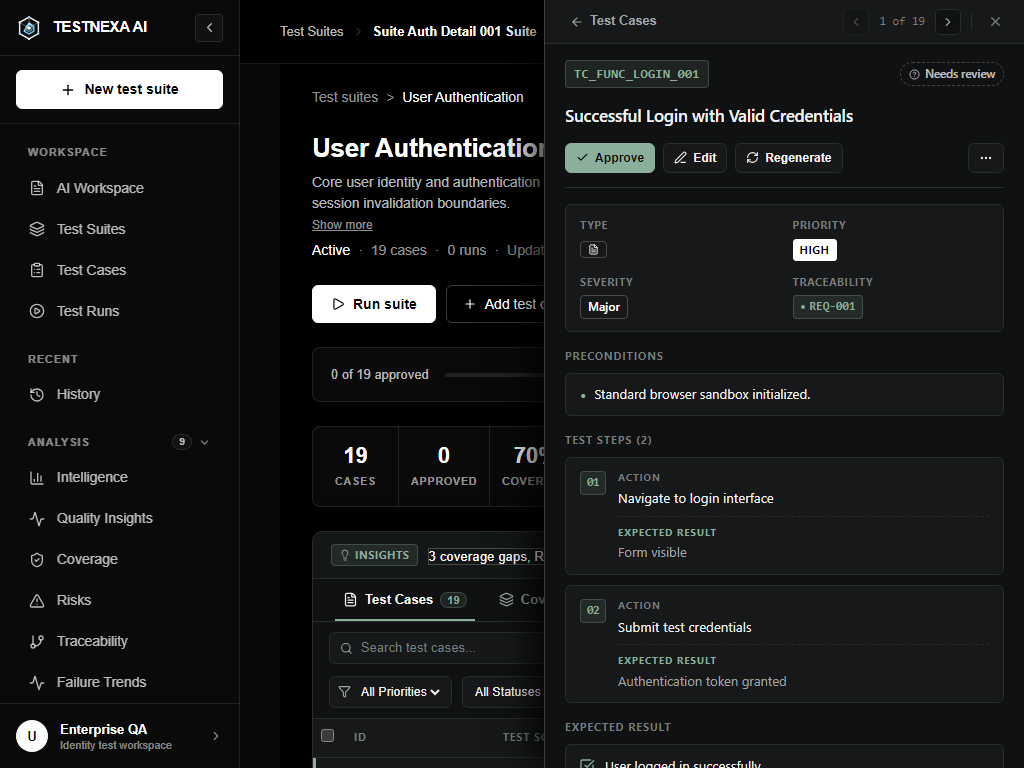 TESTNEXA AI
New test suite
WORKSPACE
AI Workspace
Test Suites
Test Cases
Test Runs
RECENT
History
ANALYSIS 9
Intelligence
Quality Insights
Coverage
Risks
Traceability
Failure Trends
U
Enterprise QA
Identity test workspace
Test Suites > Suite Auth Detail 001 Suite
Test suites > User Authentication
User Authentication
Core user identity and authentication
session invalidation boundaries.
Show more
Active · 19 cases · 0 runs · Updat
Run suite
Add test c
0 of 19 approved
19
CASES
0
APPROVED
70%
COVER
INSIGHTS
3 coverage gaps, R
Test Cases 19
Cov
Search test cases...
All Priorities
All Statuses
ID
TEST SC
Test Cases
1 of 19
TC_FUNC_LOGIN_001
Needs review
Successful Login with Valid Credentials
Approve
Edit
Regenerate
TYPE
PRIORITY
HIGH
SEVERITY
Major
TRACEABILITY
• REQ-001
PRECONDITIONS
• Standard browser sandbox initialized.
TEST STEPS (2)
01
ACTION
Navigate to login interface
EXPECTED RESULT
Form visible
02
ACTION
Submit test credentials
EXPECTED RESULT
Authentication token granted
EXPECTED RESULT
User logged in successfully